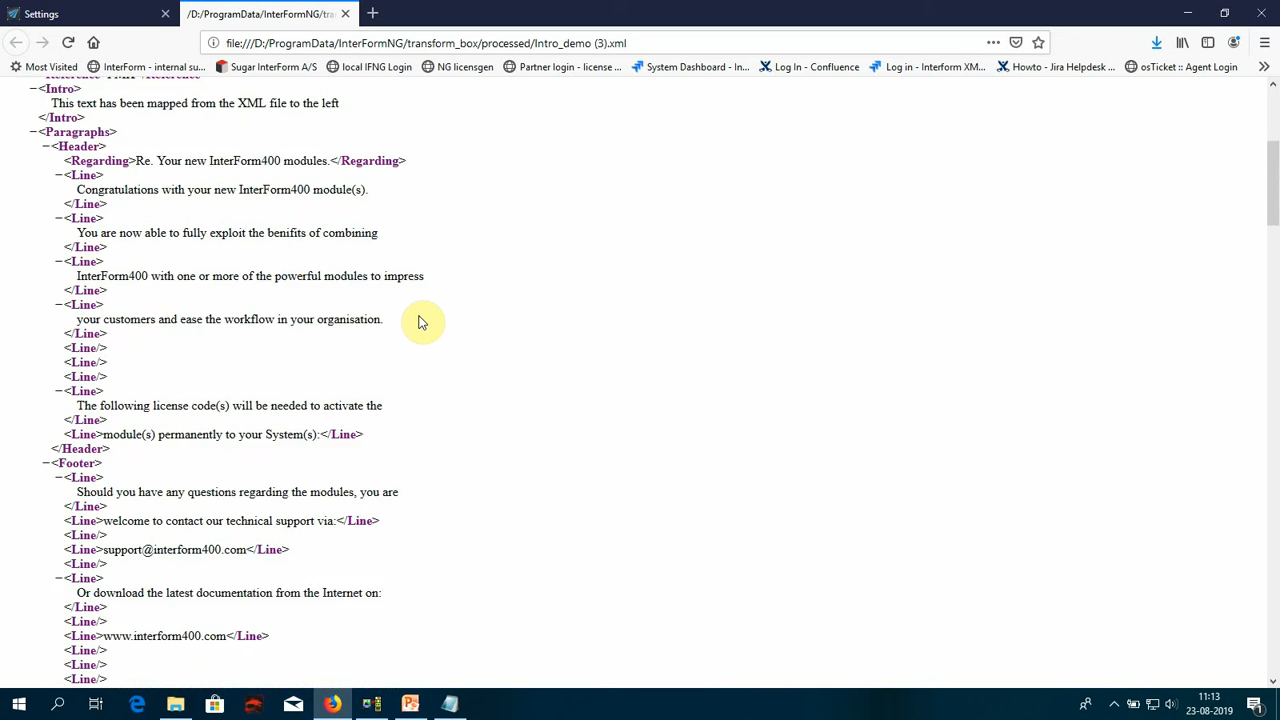 Settings
/D:/ProgramData/InterFormNG/tra
file:///D:/ProgramData/InterFormNG/transform_box/processed/Intro_demo (3).xml
Most Visited
InterForm - internal su...
Sugar InterForm A/S
local IFNG Login
NG licensgen
Partner login - license ...
System Dashboard - In...
Log In - Confluence
Log in - Interform XM...
Howto - Jira Helpdesk ...
osTicket :: Agent Login
−<Intro>
This text has been mapped from the XML file to the left
</Intro>
−<Paragraphs>
−<Header>
<Regarding>Re. Your new InterForm400 modules.</Regarding>
−<Line>
Congratulations with your new InterForm400 module(s).
</Line>
−<Line>
You are now able to fully exploit the benifits of combining
</Line>
−<Line>
InterForm400 with one or more of the powerful modules to impress
</Line>
−<Line>
your customers and ease the workflow in your organisation.
</Line>
<Line/>
<Line/>
<Line/>
−<Line>
The following license code(s) will be needed to activate the
</Line>
<Line>module(s) permanently to your System(s):</Line>
</Header>
−<Footer>
−<Line>
Should you have any questions regarding the modules, you are
</Line>
<Line>welcome to contact our technical support via:</Line>
<Line/>
<Line>support@interform400.com</Line>
<Line/>
−<Line>
Or download the latest documentation from the Internet on:
</Line>
<Line/>
<Line>www.interform400.com</Line>
<Line/>
<Line/>
<Line/>
11:13
23-08-2019